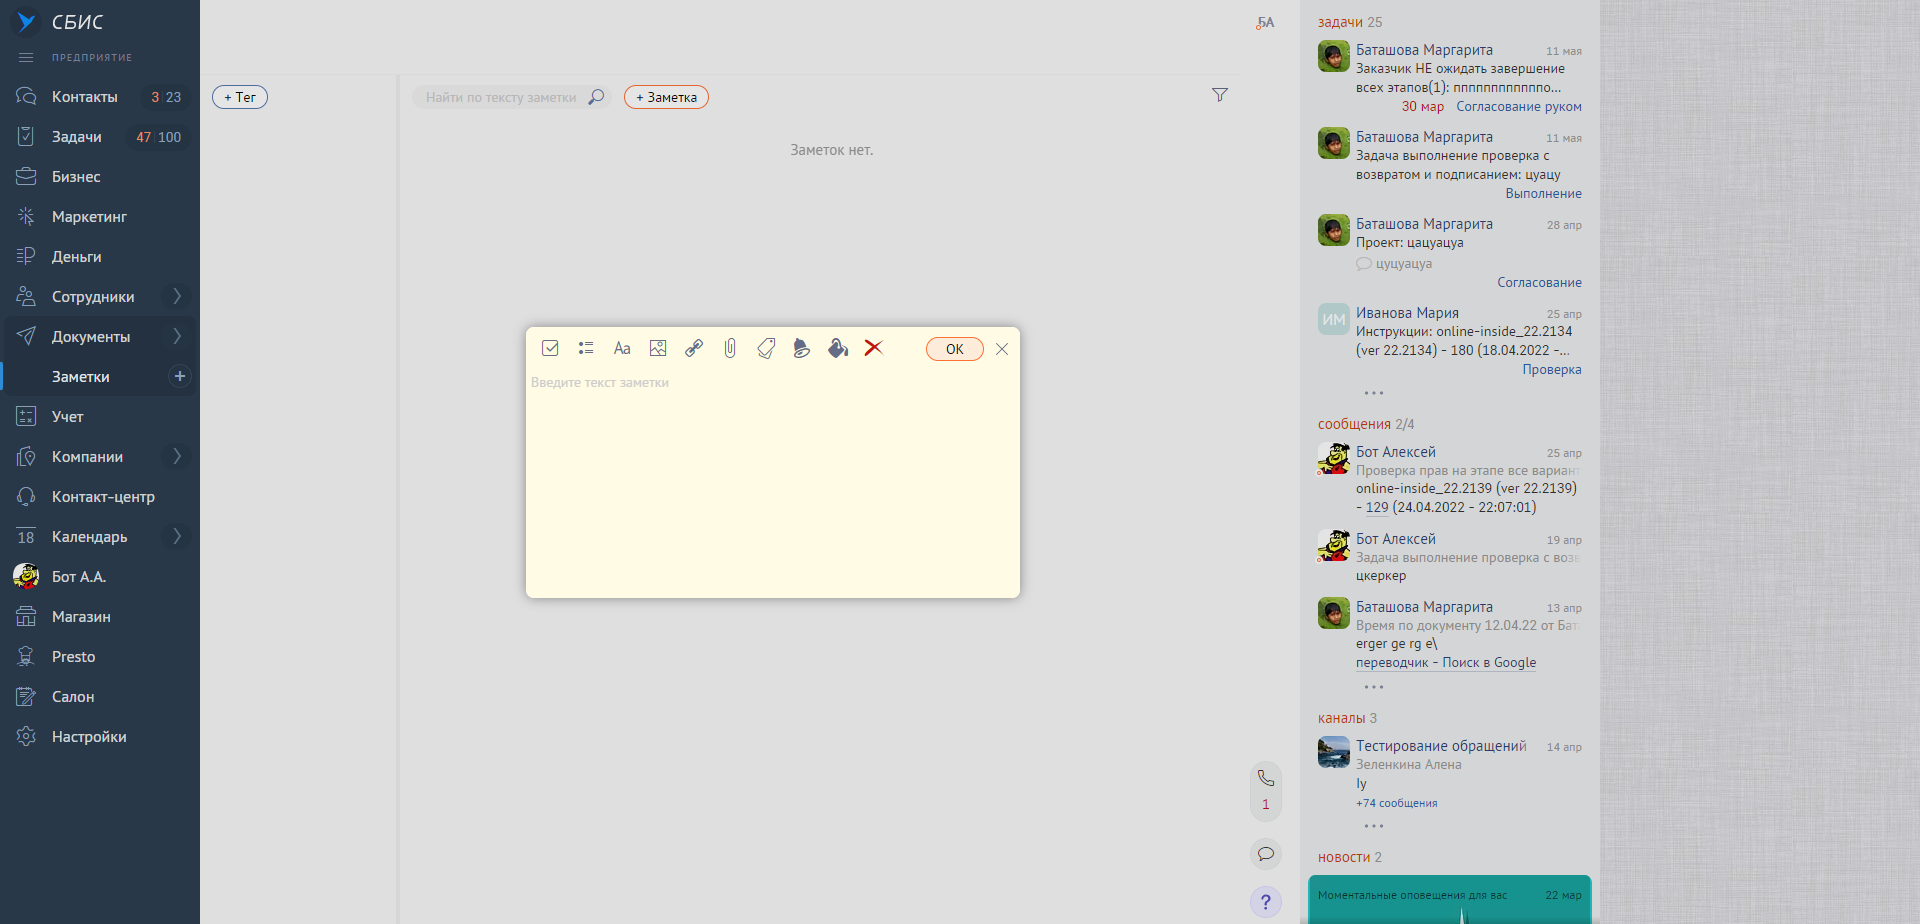 СБИС
ПРЕДПРИЯТИЕ
Контакты 3 23
Задачи 47 100
Бизнес
Маркетинг
Деньги
Сотрудники
Документы
Заметки +
Учет
Компании
Контакт-центр
18 Календарь
Бот А.А.
Магазин
Presto
Салон
Настройки
+ Тег
Найти по тексту заметки
+ Заметка
Заметок нет.
БА
Aa
OK
Введите текст заметки
1
?
задачи 25
Баташова Маргарита 11 мая
Заказчик НЕ ожидать завершение
всех этапов(1): пппппппппппо...
30 мар Согласование руком
Баташова Маргарита 11 мая
Задача выполнение проверка с
возвратом и подписанием: цуацу
Выполнение
Баташова Маргарита 28 апр
Проект: цацуацуа
цуцуацуа
Согласование
ИМ
Иванова Мария 25 апр
Инструкции: online-inside_22.2134
(ver 22.2134) - 180 (18.04.2022 -...
Проверка
сообщения 2/4
Бот Алексей 25 апр
Проверка прав на этапе все вариант
online-inside_22.2139 (ver 22.2139)
- 129 (24.04.2022 - 22:07:01)
Бот Алексей 19 апр
Задача выполнение проверка с возв
цкеркер
Баташова Маргарита 13 апр
Время по документу 12.04.22 от Бат
erger ge rg e\
переводчик - Поиск в Google
каналы 3
Тестирование обращений 14 апр
Зеленкина Алена
Iy
+74 сообщения
новости 2
Моментальные оповещения для вас 22 мар